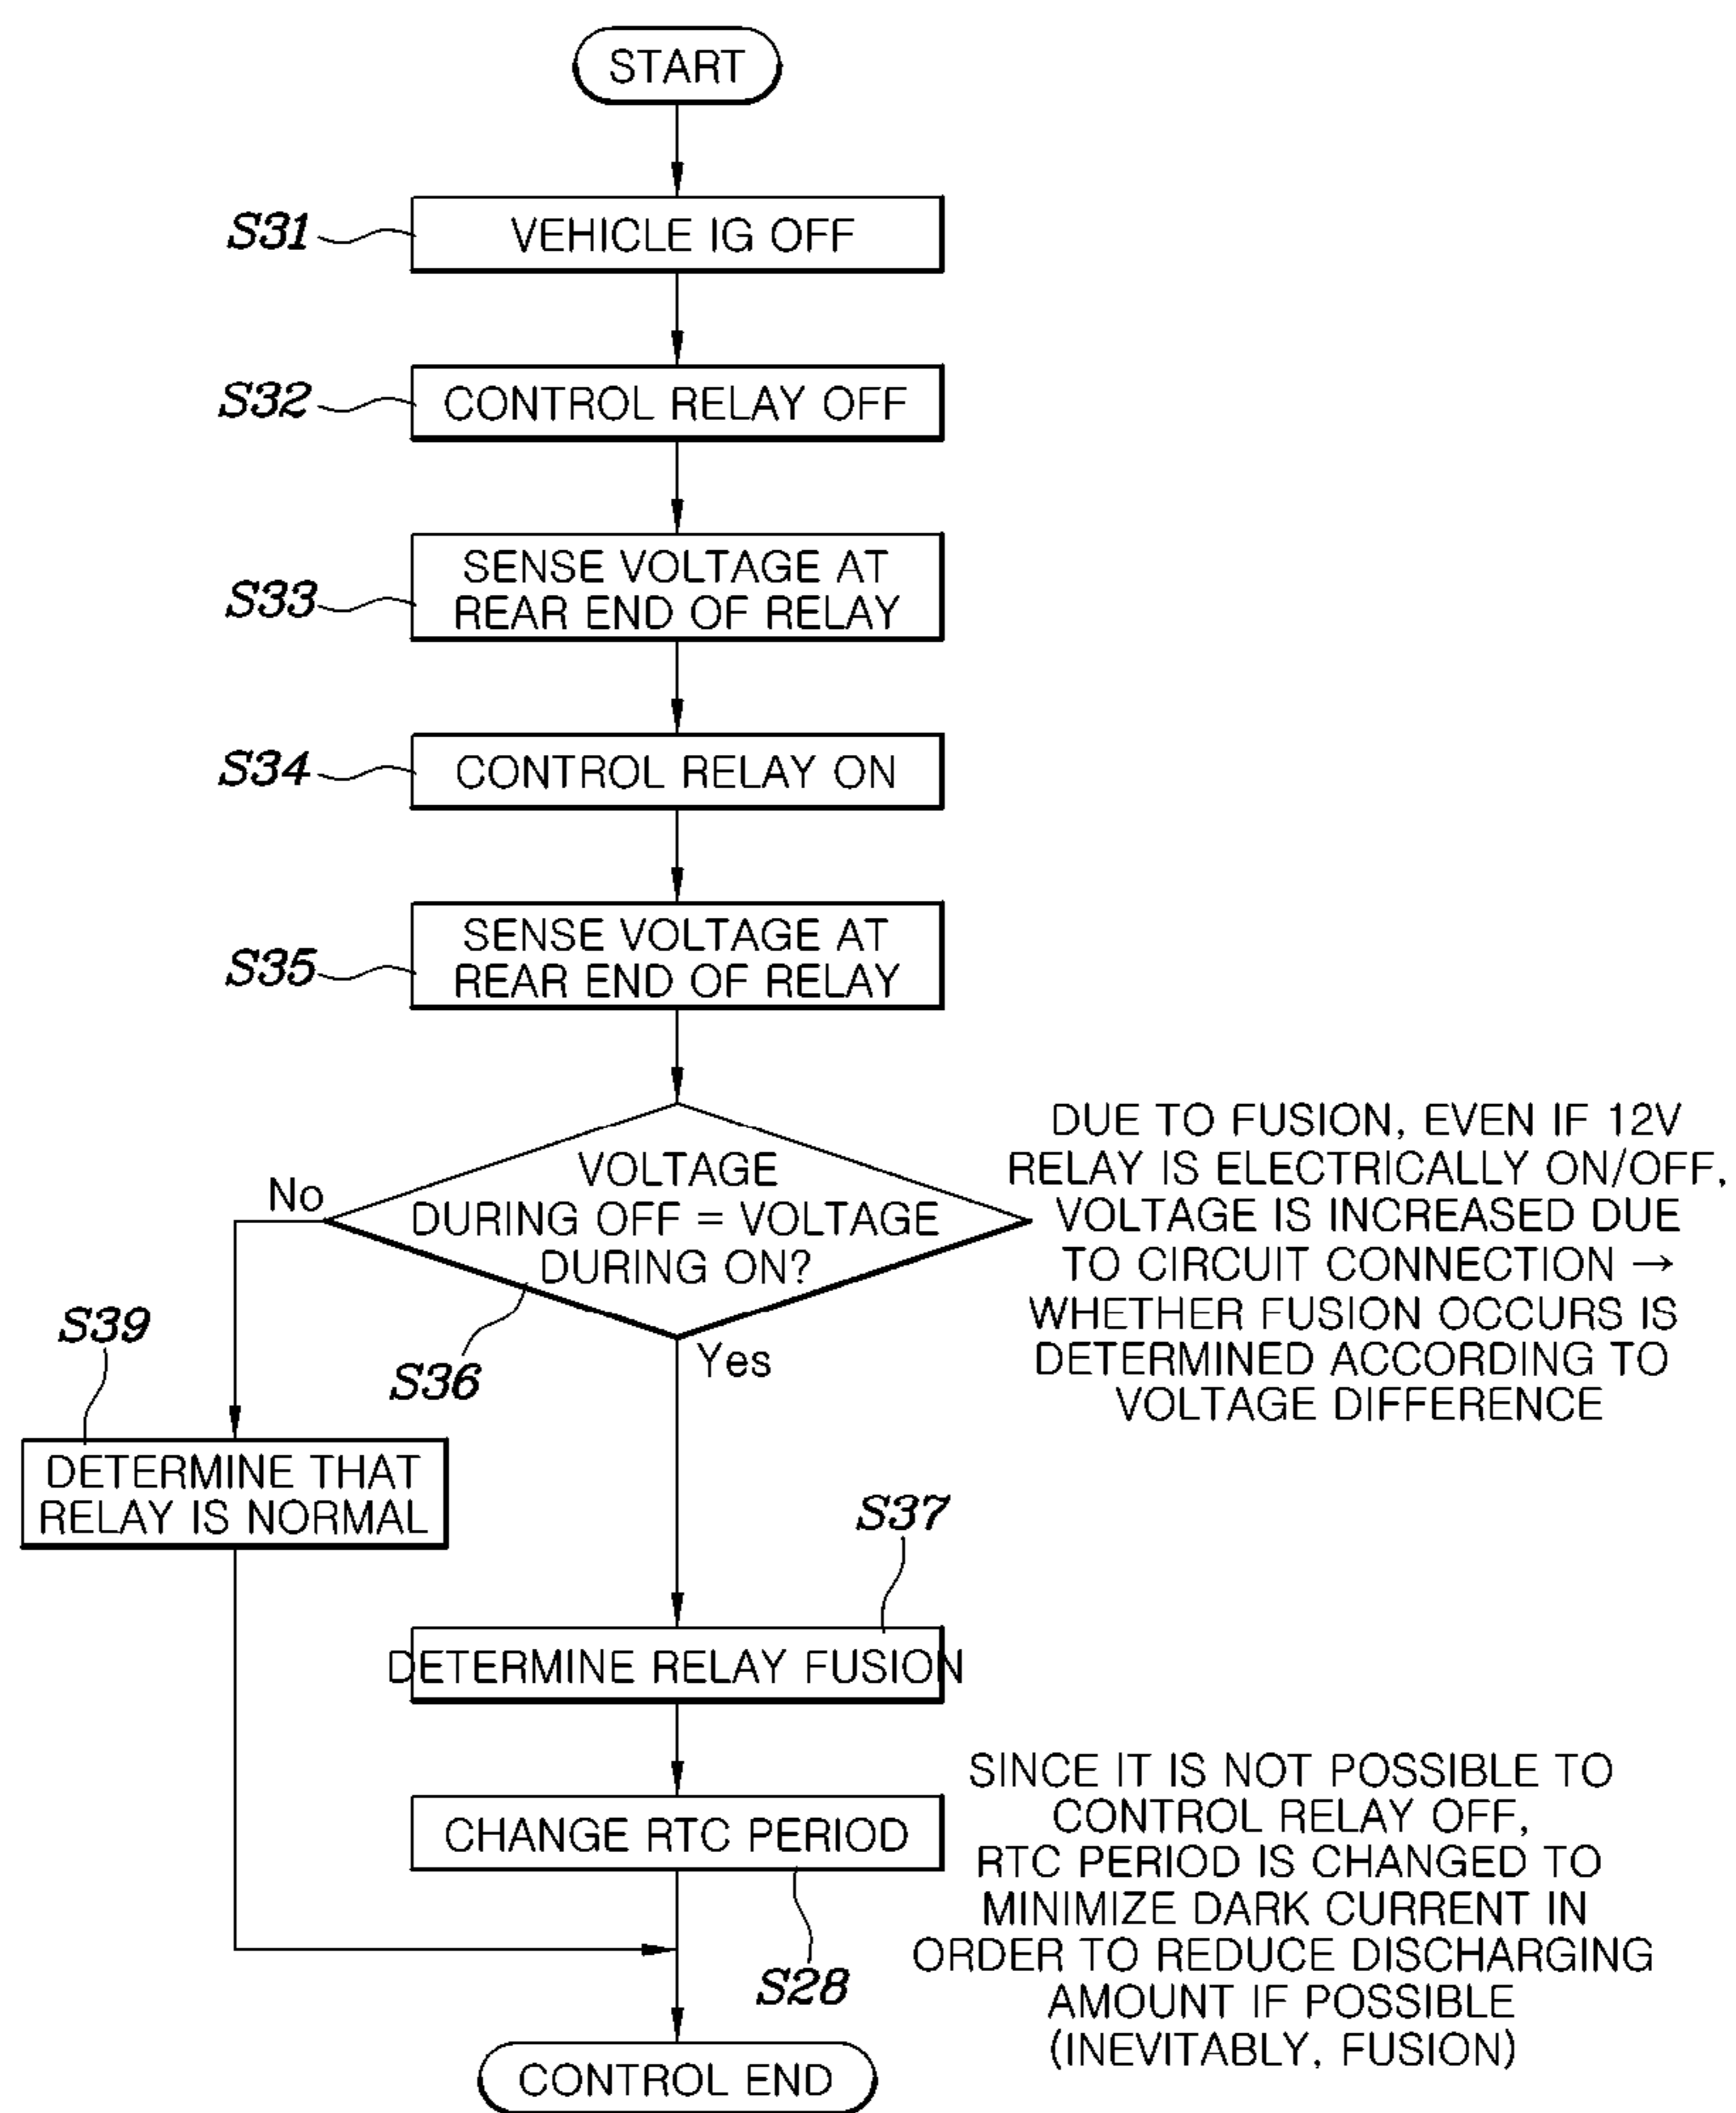 START
S31
VEHICLE IG OFF
S32
CONTROL RELAY OFF
S33
SENSE VOLTAGE AT
REAR END OF RELAY
S34
CONTROL RELAY ON
S35
SENSE VOLTAGE AT
REAR END OF RELAY
VOLTAGE
DURING OFF = VOLTAGE
DURING ON?
No
Yes
S36
DUE TO FUSION, EVEN IF 12V
RELAY IS ELECTRICALLY ON/OFF,
VOLTAGE IS INCREASED DUE
TO CIRCUIT CONNECTION →
WHETHER FUSION OCCURS IS
DETERMINED ACCORDING TO
VOLTAGE DIFFERENCE
S39
DETERMINE THAT
RELAY IS NORMAL
S37
DETERMINE RELAY FUSION
CHANGE RTC PERIOD
S28
SINCE IT IS NOT POSSIBLE TO
CONTROL RELAY OFF,
RTC PERIOD IS CHANGED TO
MINIMIZE DARK CURRENT IN
ORDER TO REDUCE DISCHARGING
AMOUNT IF POSSIBLE
(INEVITABLY, FUSION)
CONTROL END